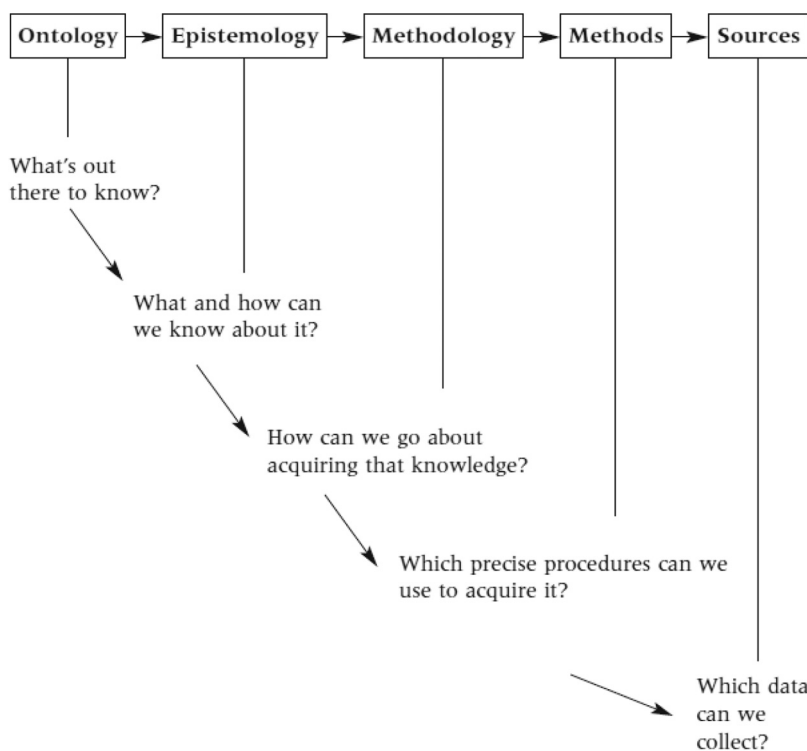 Ontology Epistemology Methodology Methods Sources
What's out
there to know?
What and how can
we know about it?
How can we go about
acquiring that knowledge?
Which precise procedures can we
use to acquire it?
Which data
can we
collect?